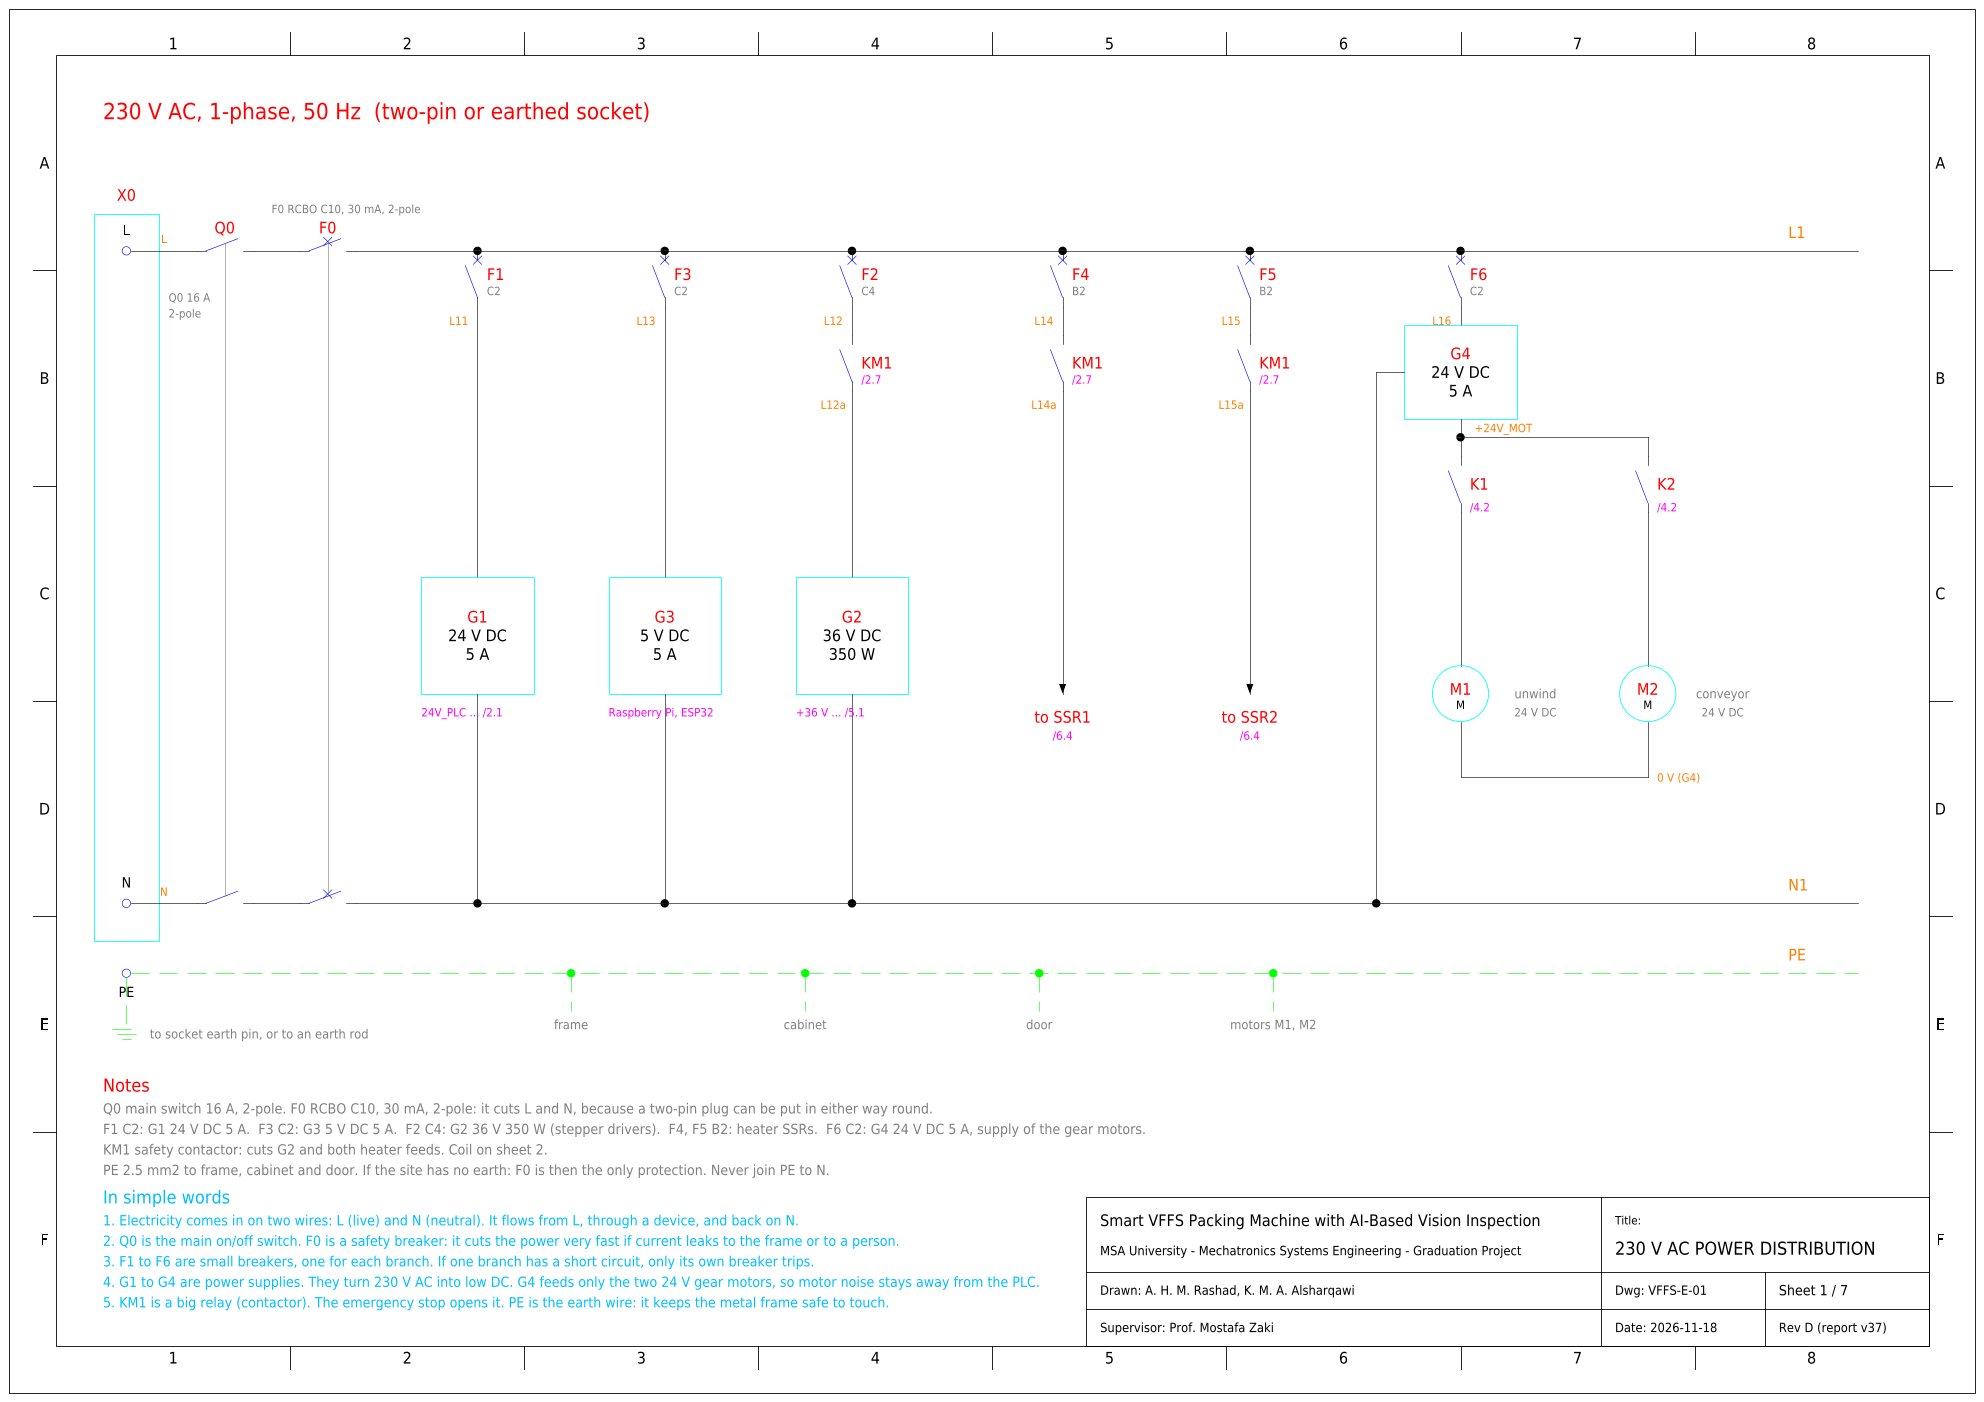 1 2 3 4 5 6 7 8
230 V AC, 1-phase, 50 Hz (two-pin or earthed socket)
A A
X0
F0 RCBO C10, 30 mA, 2-pole
L Q0 F0
L L1
F1 F3 F2 F4 F5 F6
C2 C2 C4 B2 B2 C2
Q0 16 A
2-pole
L11 L13 L12 L14 L15 L16
G4
24 V DC
5 A
KM1 KM1 KM1
/2.7 /2.7 /2.7
B B
L12a L14a L15a
+24V_MOT
K1 K2
/4.2 /4.2
C C
G1 G3 G2
24 V DC 5 V DC 36 V DC
5 A 5 A 350 W
M1 M2
M M
unwind conveyor
24 V DC 24 V DC
24V_PLC ... /2.1 Raspberry Pi, ESP32 +36 V ... /5.1
to SSR1 to SSR2
/6.4 /6.4
0 V (G4)
D D
N N N1
PE
PE
frame cabinet door motors M1, M2
E E
to socket earth pin, or to an earth rod
Notes
Q0 main switch 16 A, 2-pole. F0 RCBO C10, 30 mA, 2-pole: it cuts L and N, because a two-pin plug can be put in either way round.
F1 C2: G1 24 V DC 5 A. F3 C2: G3 5 V DC 5 A. F2 C4: G2 36 V 350 W (stepper drivers). F4, F5 B2: heater SSRs. F6 C2: G4 24 V DC 5 A, supply of the gear motors.
KM1 safety contactor: cuts G2 and both heater feeds. Coil on sheet 2.
PE 2.5 mm2 to frame, cabinet and door. If the site has no earth: F0 is then the only protection. Never join PE to N.
In simple words
1. Electricity comes in on two wires: L (live) and N (neutral). It flows from L, through a device, and back on N.
2. Q0 is the main on/off switch. F0 is a safety breaker: it cuts the power very fast if current leaks to the frame or to a person.
3. F1 to F6 are small breakers, one for each branch. If one branch has a short circuit, only its own breaker trips.
4. G1 to G4 are power supplies. They turn 230 V AC into low DC. G4 feeds only the two 24 V gear motors, so motor noise stays away from the PLC.
5. KM1 is a big relay (contactor). The emergency stop opens it. PE is the earth wire: it keeps the metal frame safe to touch.
F F
Smart VFFS Packing Machine with AI-Based Vision Inspection
MSA University - Mechatronics Systems Engineering - Graduation Project
Title:
230 V AC POWER DISTRIBUTION
Drawn: A. H. M. Rashad, K. M. A. Alsharqawi
Dwg: VFFS-E-01
Sheet 1 / 7
Supervisor: Prof. Mostafa Zaki
Date: 2026-11-18
Rev D (report v37)
1 2 3 4 5 6 7 8